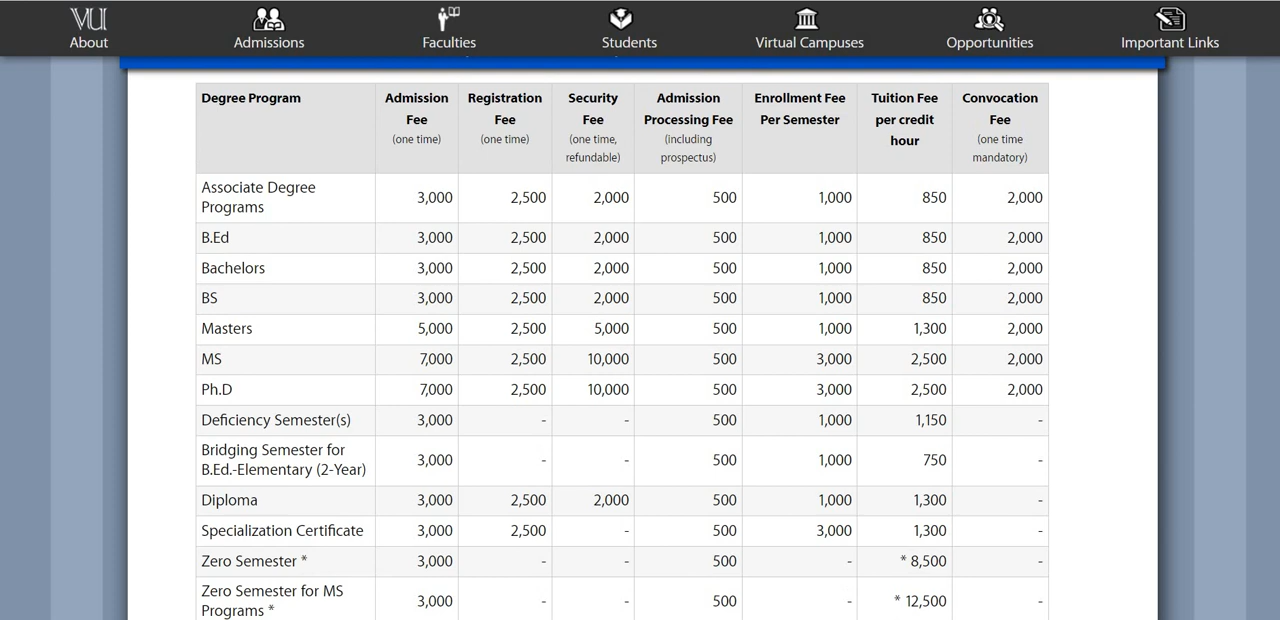 VU
About
Admissions
Faculties
Students
Virtual Campuses
Opportunities
Important Links
Degree Program Admission Fee (one time) Registration Fee (one time) Security Fee (one time, refundable) Admission Processing Fee (including prospectus) Enrollment Fee Per Semester Tuition Fee per credit hour Convocation Fee (one time mandatory)
Associate Degree Programs 3,000 2,500 2,000 500 1,000 850 2,000
B.Ed 3,000 2,500 2,000 500 1,000 850 2,000
Bachelors 3,000 2,500 2,000 500 1,000 850 2,000
BS 3,000 2,500 2,000 500 1,000 850 2,000
Masters 5,000 2,500 5,000 500 1,000 1,300 2,000
MS 7,000 2,500 10,000 500 3,000 2,500 2,000
Ph.D 7,000 2,500 10,000 500 3,000 2,500 2,000
Deficiency Semester(s) 3,000 - - 500 1,000 1,150 -
Bridging Semester for B.Ed.-Elementary (2-Year) 3,000 - - 500 1,000 750 -
Diploma 3,000 2,500 2,000 500 1,000 1,300 -
Specialization Certificate 3,000 2,500 - 500 3,000 1,300 -
Zero Semester * 3,000 - - 500 - * 8,500 -
Zero Semester for MS Programs * 3,000 - - 500 - * 12,500 -